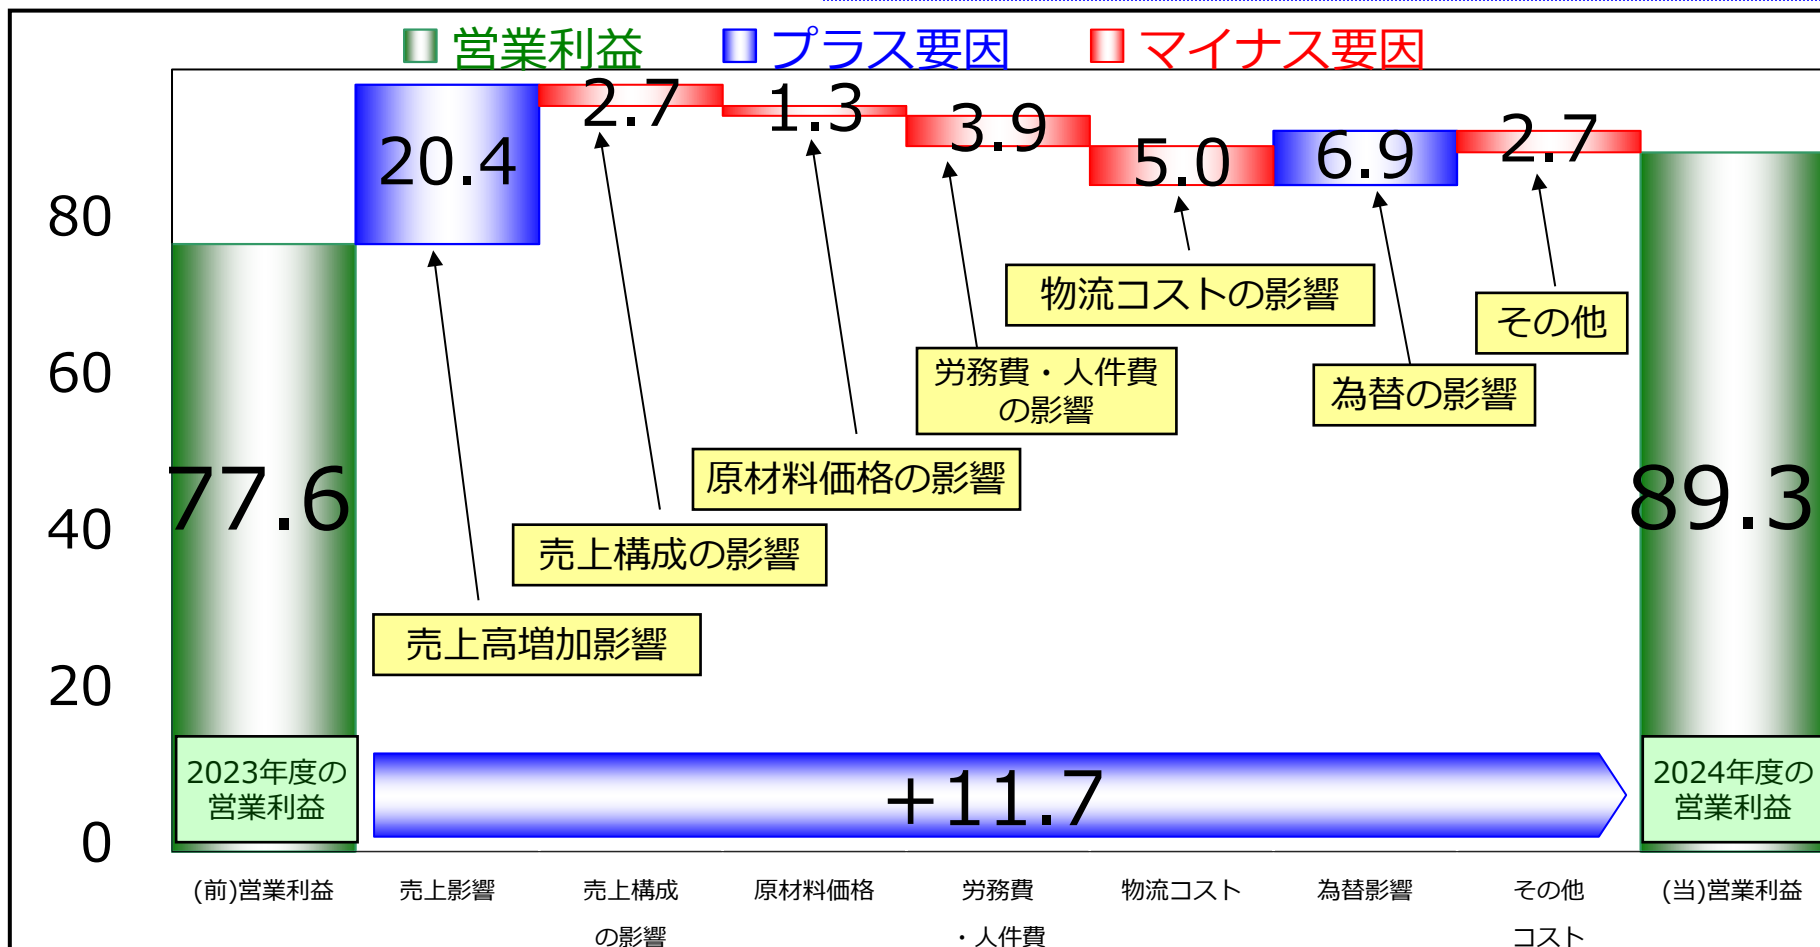 営業利益 プラス要因 マイナス要因
20.4
2.7
1.3
3.9
5.0
6.9
2.7
80
60
40
20
0
物流コストの影響
その他
労務費・人件費
の影響
為替の影響
原材料価格の影響
売上構成の影響
売上高増加影響
77.6
89.3
2023年度の
営業利益
+11.7
2024年度の
営業利益
(前)営業利益
売上影響
売上構成
の影響
原材料価格
労務費
・人件費
物流コスト
為替影響
その他
コスト
(当)営業利益